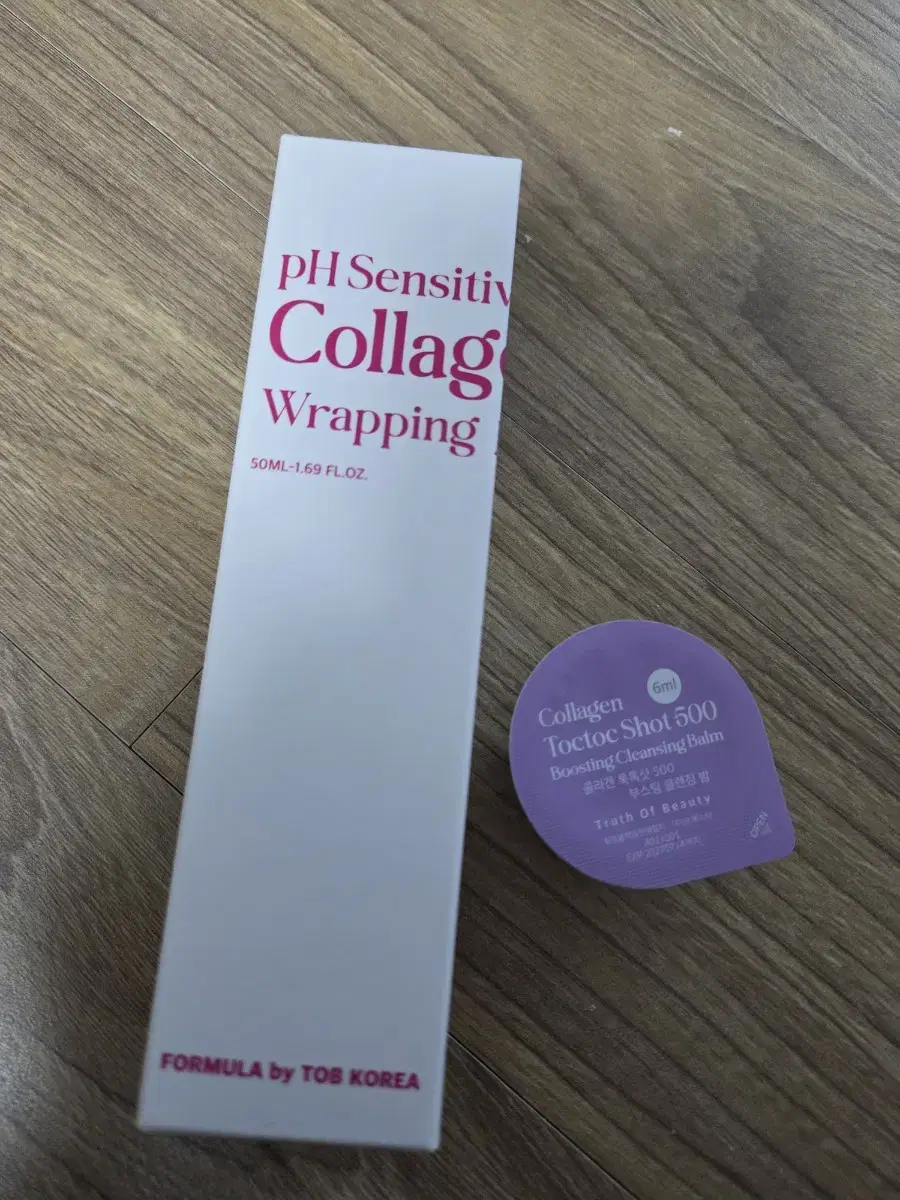 pH Sensitiv
Collage
Wrapping
50ML-1.69 FL.OZ.
FORMULA by TOB KOREA
6ml
Collagen
Toctoc Shot 500
Boosting Cleansing Balm
콜라겐 톡톡샷 500
부스팅 클렌징 밤
Truth Of Beauty
OPEN